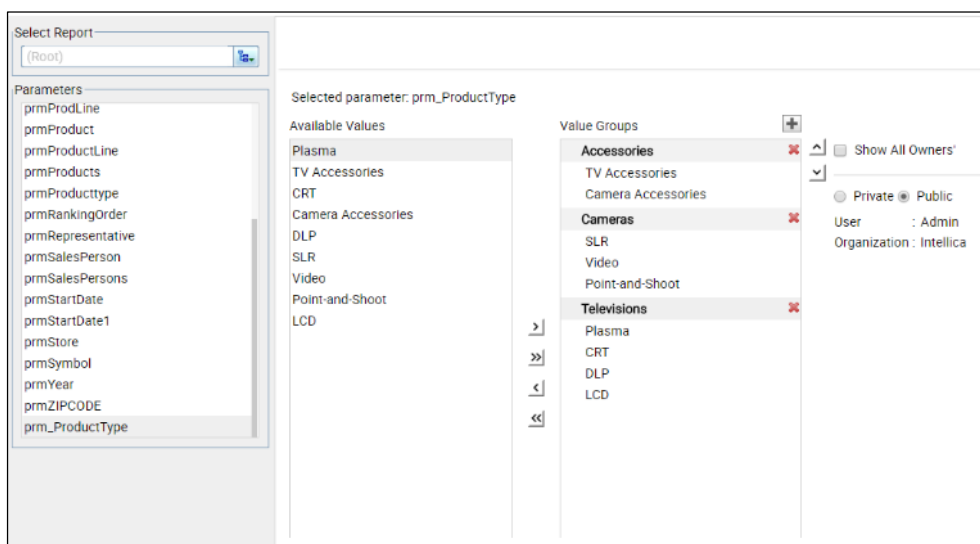 Select Report
(Root)
Parameters
prmProdLine
prmProduct
prmProductLine
prmProducts
prmProducttype
prmRankingOrder
prmRepresentative
prmSalesPerson
prmSalesPersons
prmStartDate
prmStartDate1
prmStore
prmSymbol
prmYear
prmZIPCODE
prm_ProductType
Selected parameter: prm_ProductType
Available Values
Plasma
TV Accessories
CRT
Camera Accessories
DLP
SLR
Video
Point-and-Shoot
LCD
Value Groups
Accessories
TV Accessories
Camera Accessories
Cameras
SLR
Video
Point-and-Shoot
Televisions
Plasma
CRT
DLP
LCD
Show All Owners'
Private Public
User : Admin
Organization : Intellica